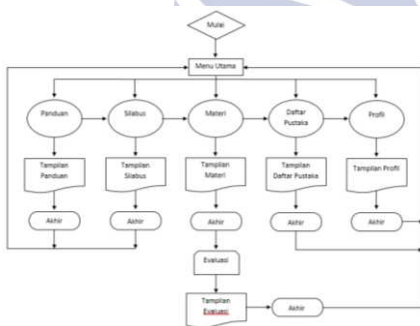 Mulai
Menu Utama
Panduan
Silabus
Materi
Daftar
Pustaka
Profil
Tampilan
Panduan
Tampilan
Silabus
Tampilan
Materi
Tampilan
Daftar Pustaka
Tampilan Profil
Akhir
Akhir
Akhir
Akhir
Akhir
Evaluasi
Tampilan
Evaluasi
Akhir